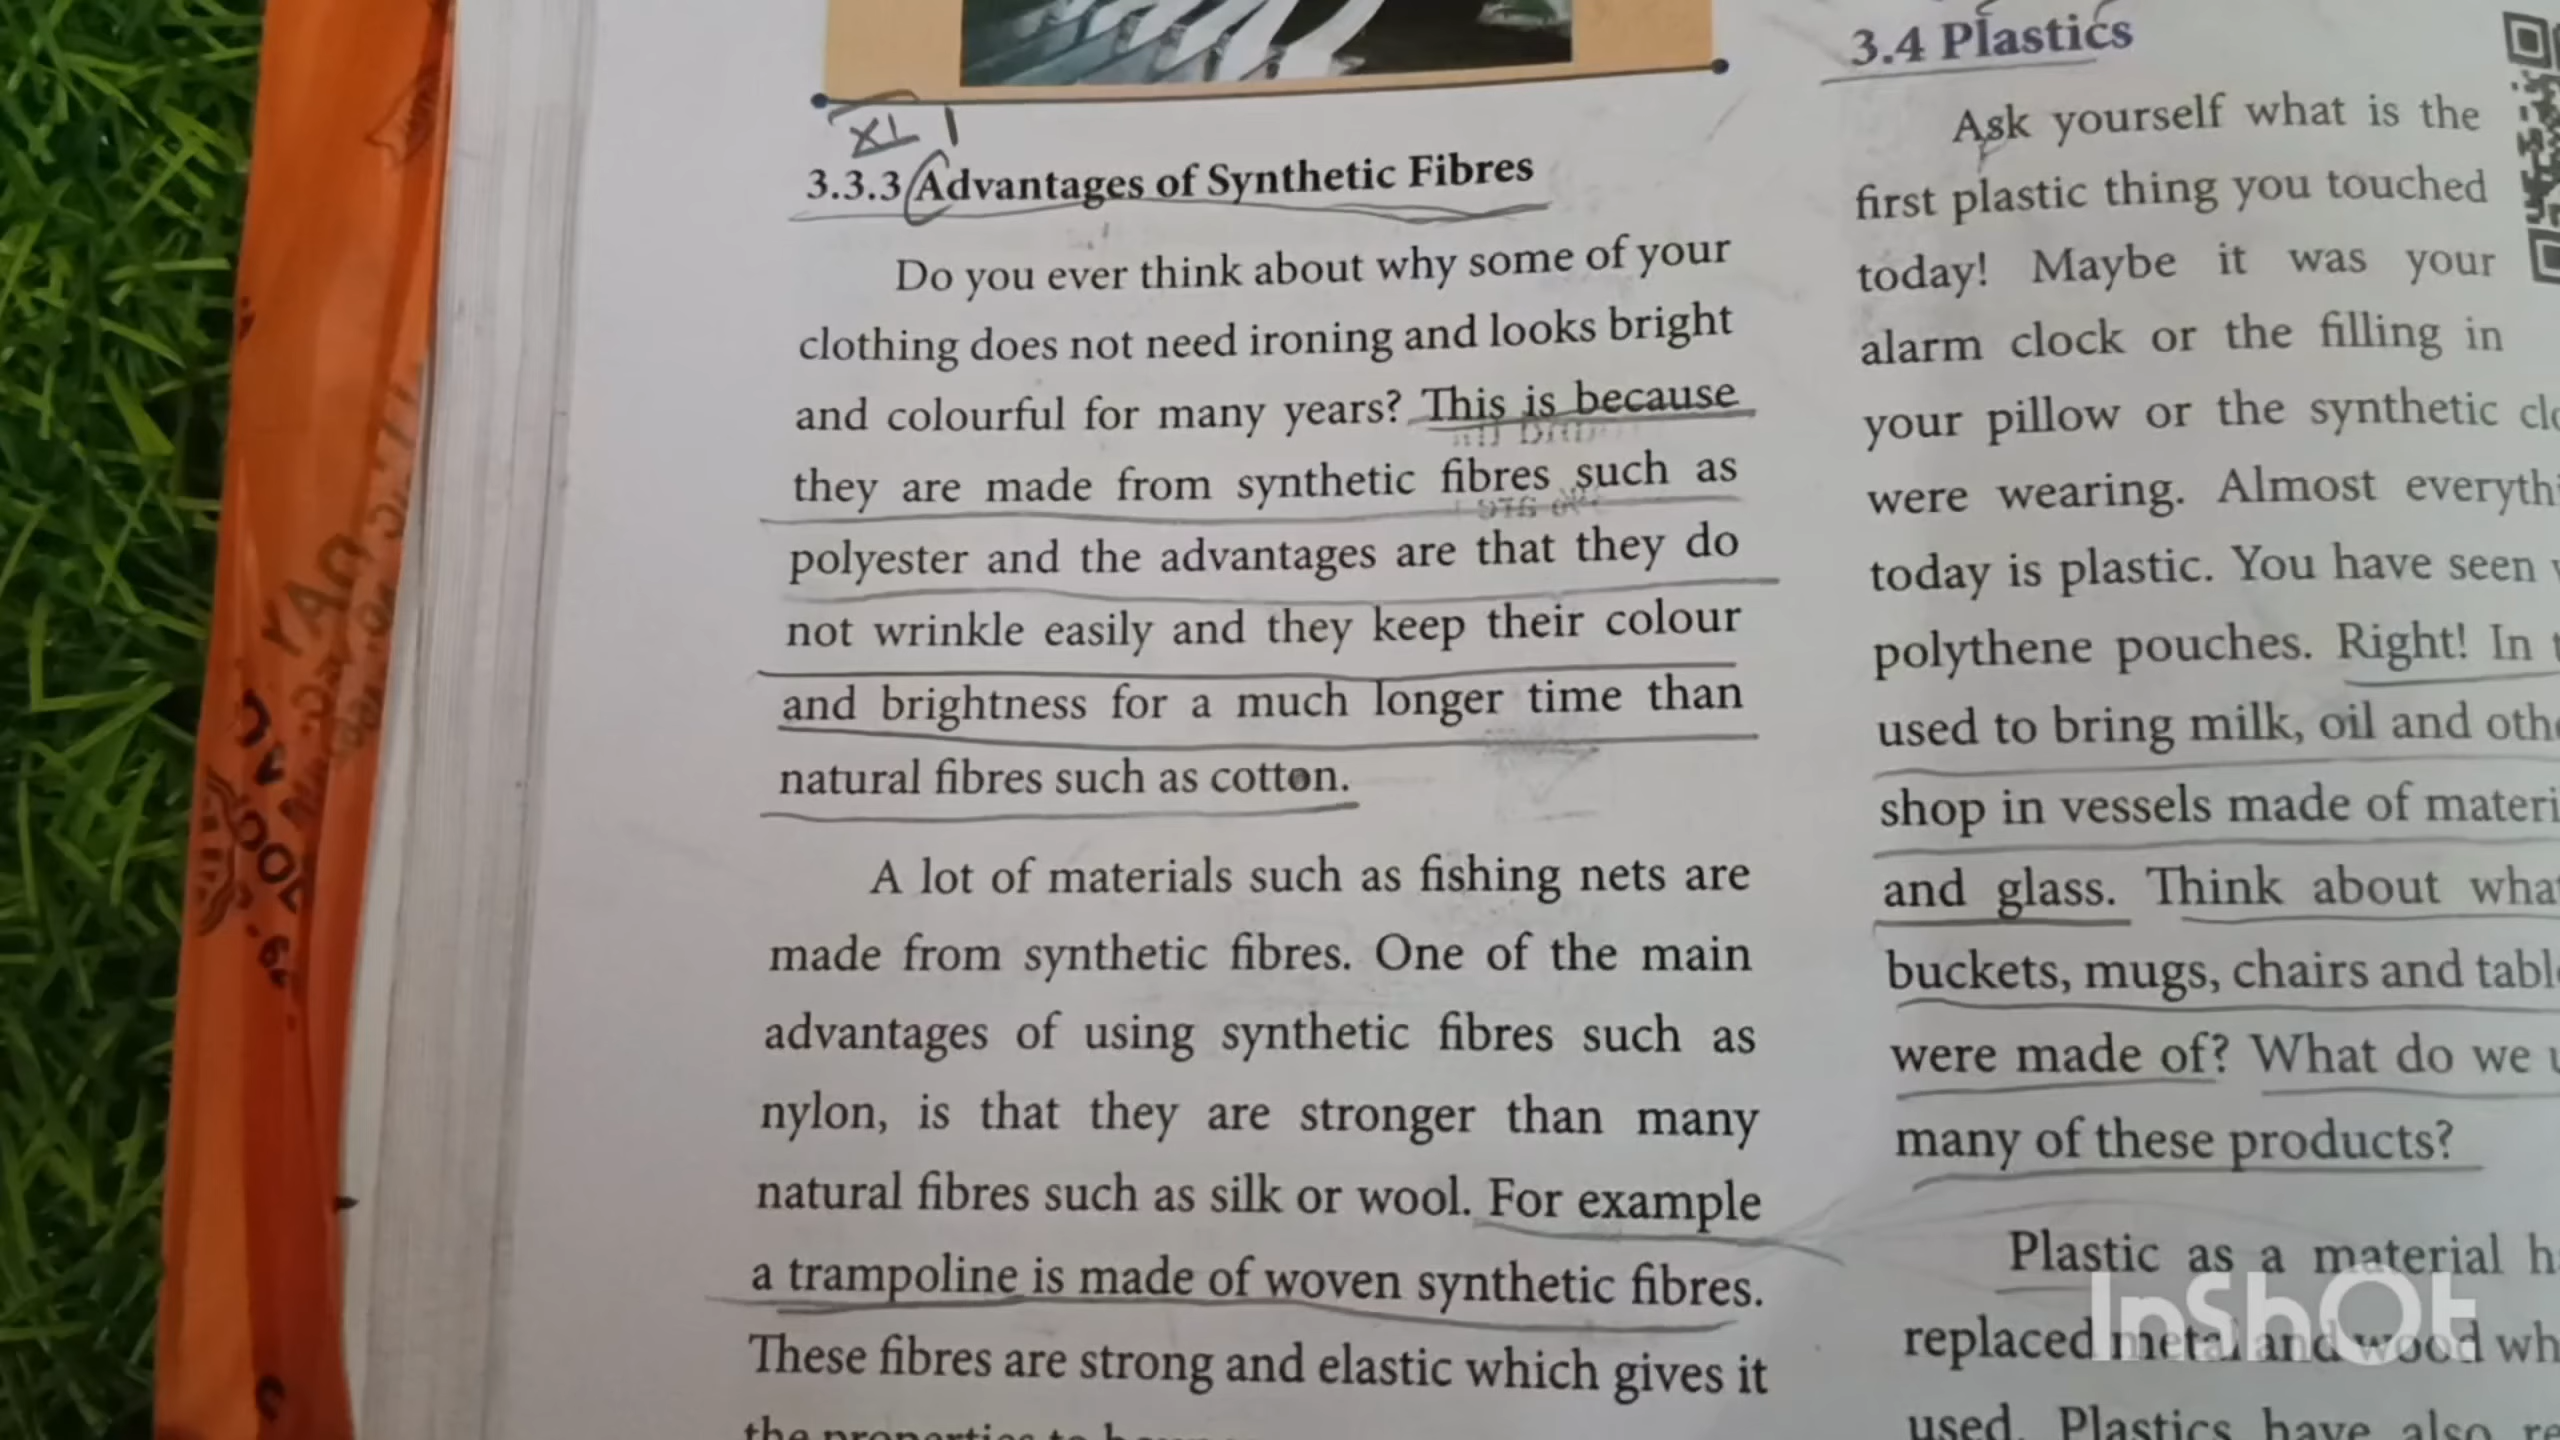 XI 1
3.3.3 Advantages of Synthetic Fibres
Do you ever think about why some of your
clothing does not need ironing and looks bright
and colourful for many years? This is because
they are made from synthetic fibres such as
polyester and the advantages are that they do
not wrinkle easily and they keep their colour
and brightness for a much longer time than
natural fibres such as cotton.
A lot of materials such as fishing nets are
made from synthetic fibres. One of the main
advantages of using synthetic fibres such as
nylon, is that they are stronger than many
natural fibres such as silk or wool. For example
a trampoline is made of woven synthetic fibres.
These fibres are strong and elastic which gives it
3.4 Plastics
Ask yourself what is the
first plastic thing you touched
today! Maybe it was your
alarm clock or the filling in
your pillow or the synthetic
were wearing. Almost
today is plastic. You have seen
polythene pouches. Right! In
used to bring milk, oil and
shop in vessels made of
and glass. Think about
buckets, mugs, chairs and
were made of? What do we
many of these products?
Plastic as a material
replaced metal and wood
used. Plastics have also
InShOt